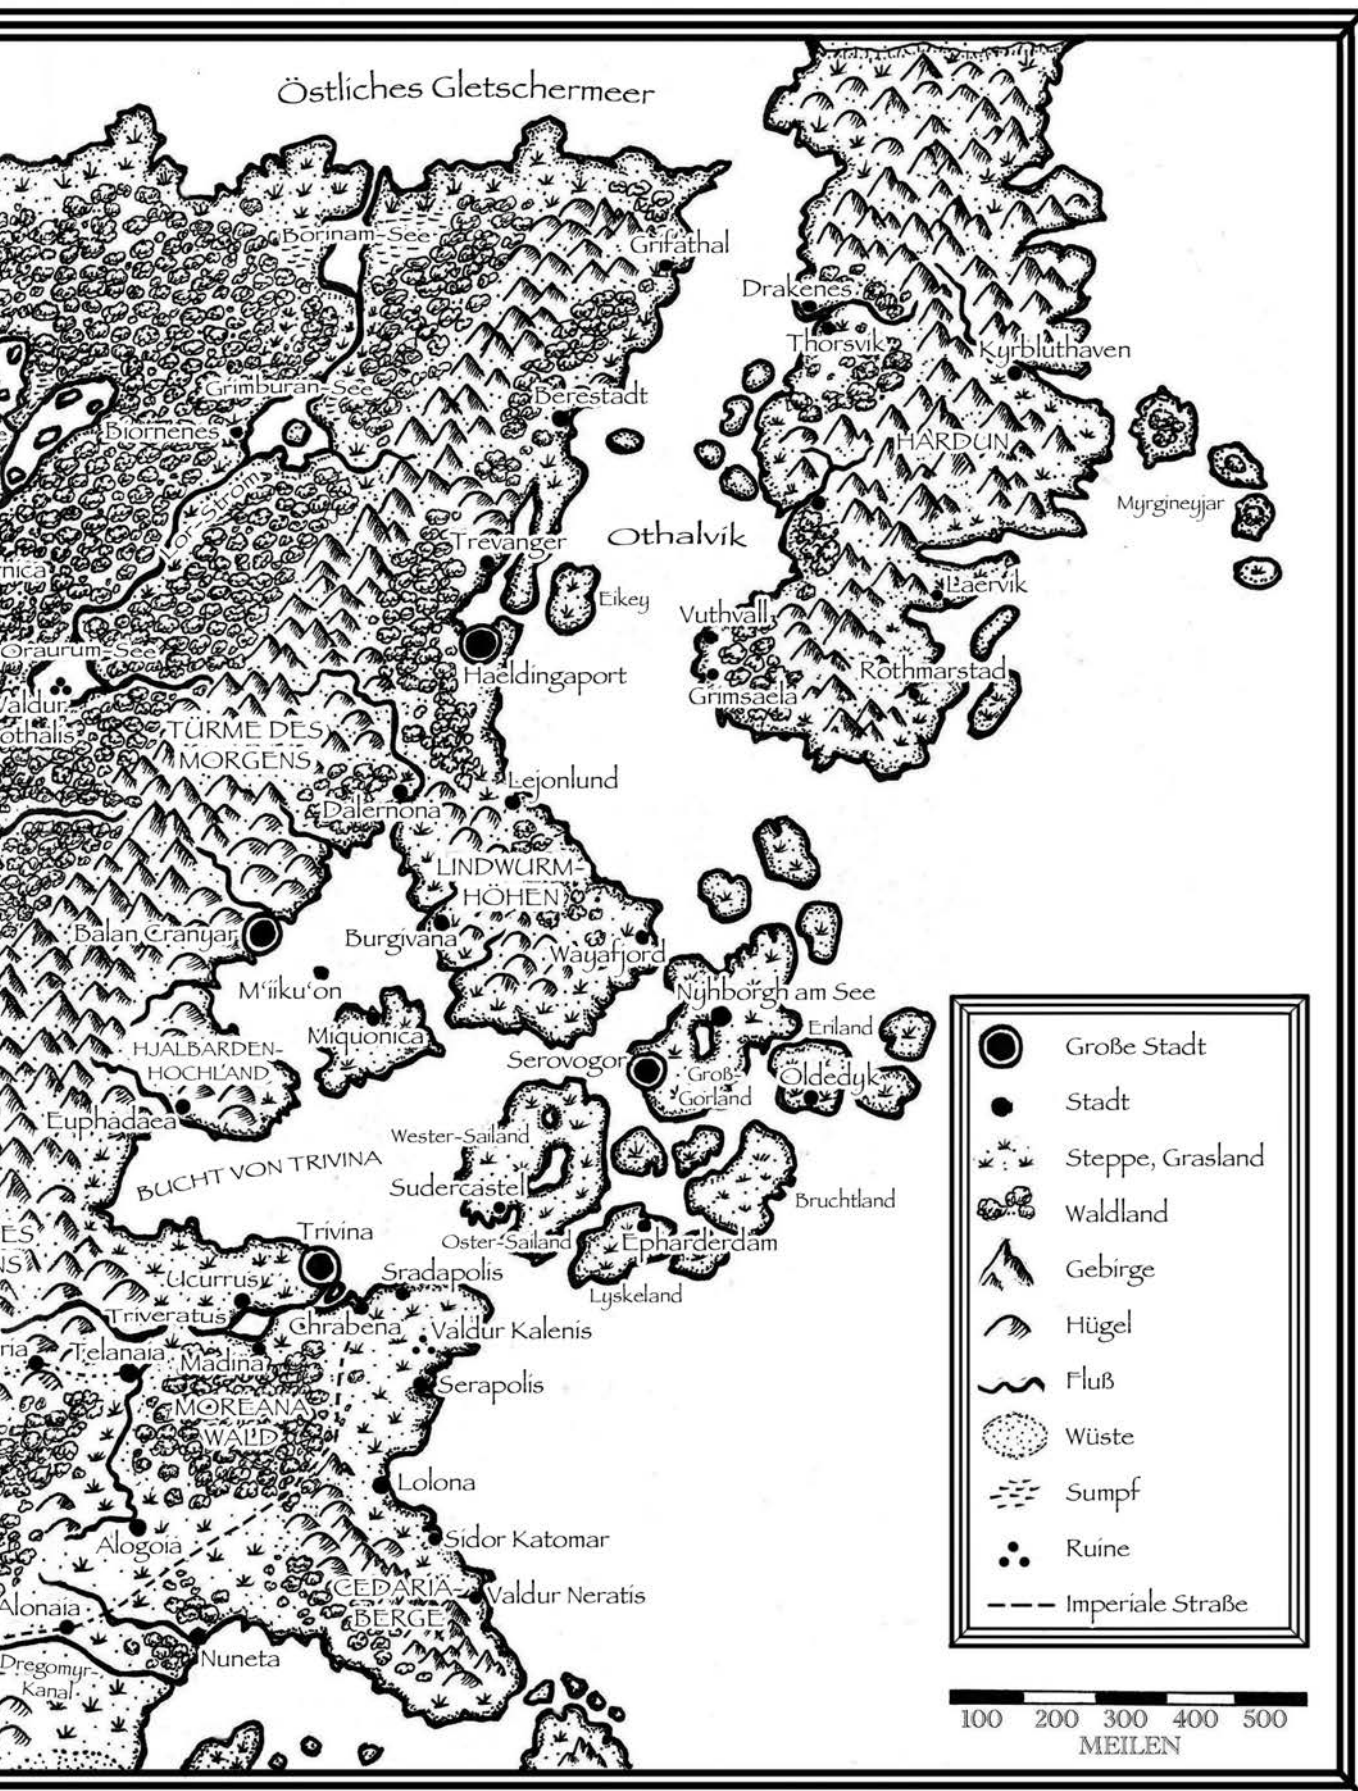 Östliches Gletschermeer
Borinam-See
Grifathal
Drakenes
Thorsvik
Kyrbluthaven
Grimburan-See
Berestadt
Biornenes
HARDUN
Lor-Strom
Myrgineyjar
Othalvik
Trevanger
Eikey
Laervik
Vuthvall
Oraurum-See
Haeldingaport
Rothmarstad
Grimsaela
TÜRME DES
MORGENS
Lejonlund
Dalernona
LINDWURM-
HÖHEN
Balan Cranyar
Burgivana
Wayafjord
M'iiku'on
Nyhborgh am See
Miquonica
Eriland
HJALBARDEN-
HOCHLAND
Serovogor
Groß-
Gorland
Oldedyk
Euphadaea
Wester-Sailand
BUCHT VON TRIVINA
Sudercastel
Bruchtland
Trivina
Oster-Sailand
Epharderdam
Ucurrus
Sradapolis
Lyskeland
Triveratus
Chrabena
Valdur Kalenis
Telanaia
Madina
Serapolis
MOREANA
WALD
Lolona
Alogoia
Sidor Katomar
CEDARIA-
BERGE
Valdur Neratis
Alonaia
Nuneta
Dregomyr-
Kanal
Große Stadt
Stadt
Steppe, Grasland
Waldland
Gebirge
Hügel
Fluß
Wüste
Sumpf
Ruine
Imperiale Straße
100 200 300 400 500
MEILEN